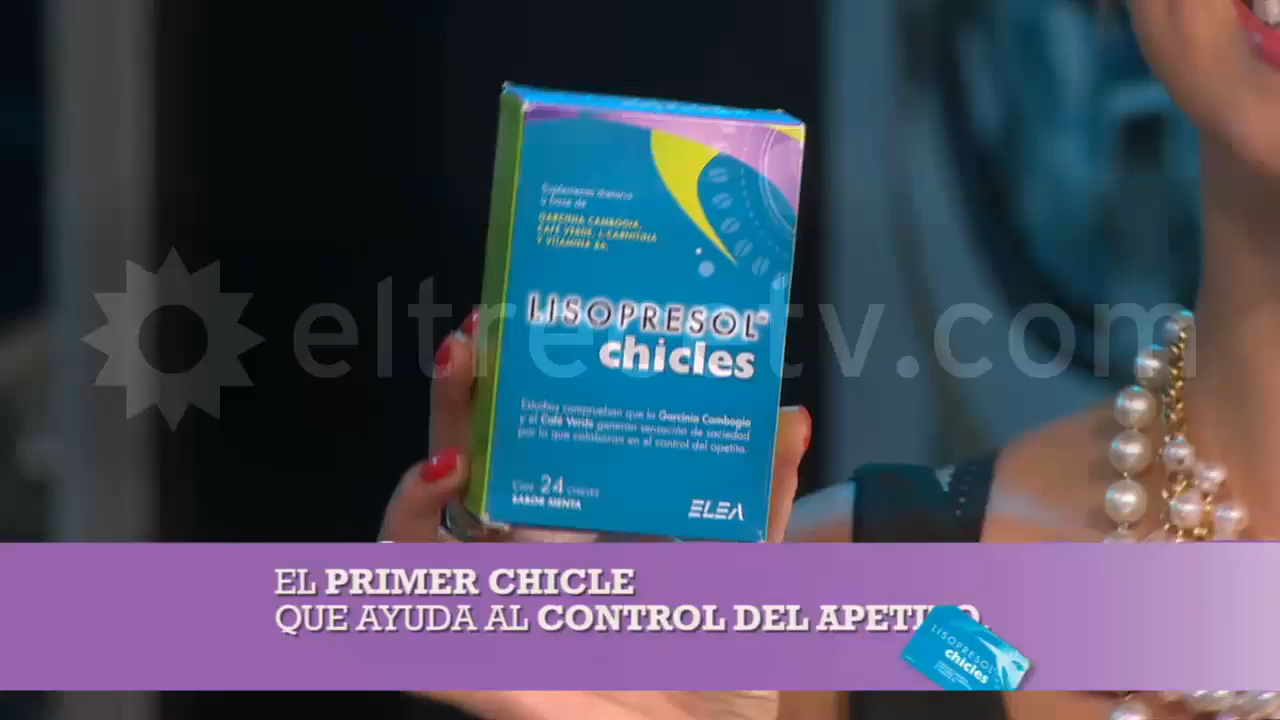 Suplemento dietario
a base de
GARCINIA CAMBOGIA,
CAFÉ VERDE, L-CARNITINA
Y VITAMINA B6.
LISOPRESOL
chicles
Estudios comprueban que la Garcinia Cambogia
y el Café Verde generan sensación de saciedad
por lo que colaboran en el control del apetito.
Cont. 24 CHICLES
SABOR MENTA
ELEA
eltrecetv.com
EL PRIMER CHICLE
QUE AYUDA AL CONTROL DEL APETITO.
LISOPRESOL
chicles